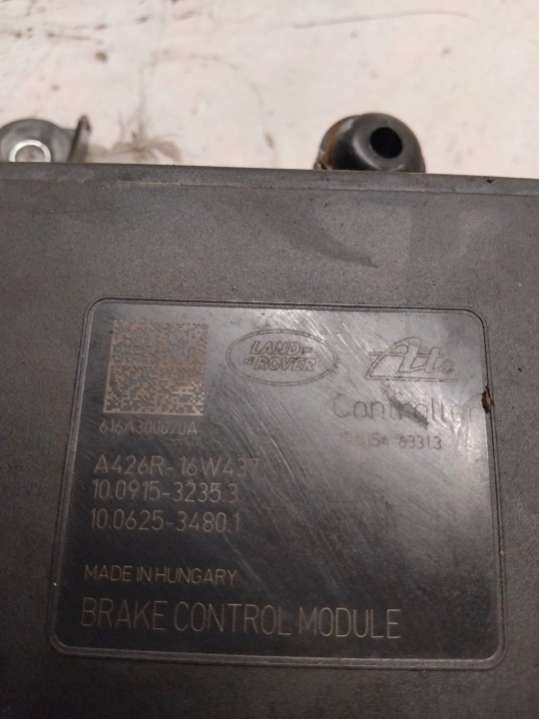 LAND-
ROVER
Ate
616A3006
Controller
A426R-16W437
10.0915-3235.3
10.0625-3480.1
MADE IN HUNGARY
BRAKE CONTROL MODULE